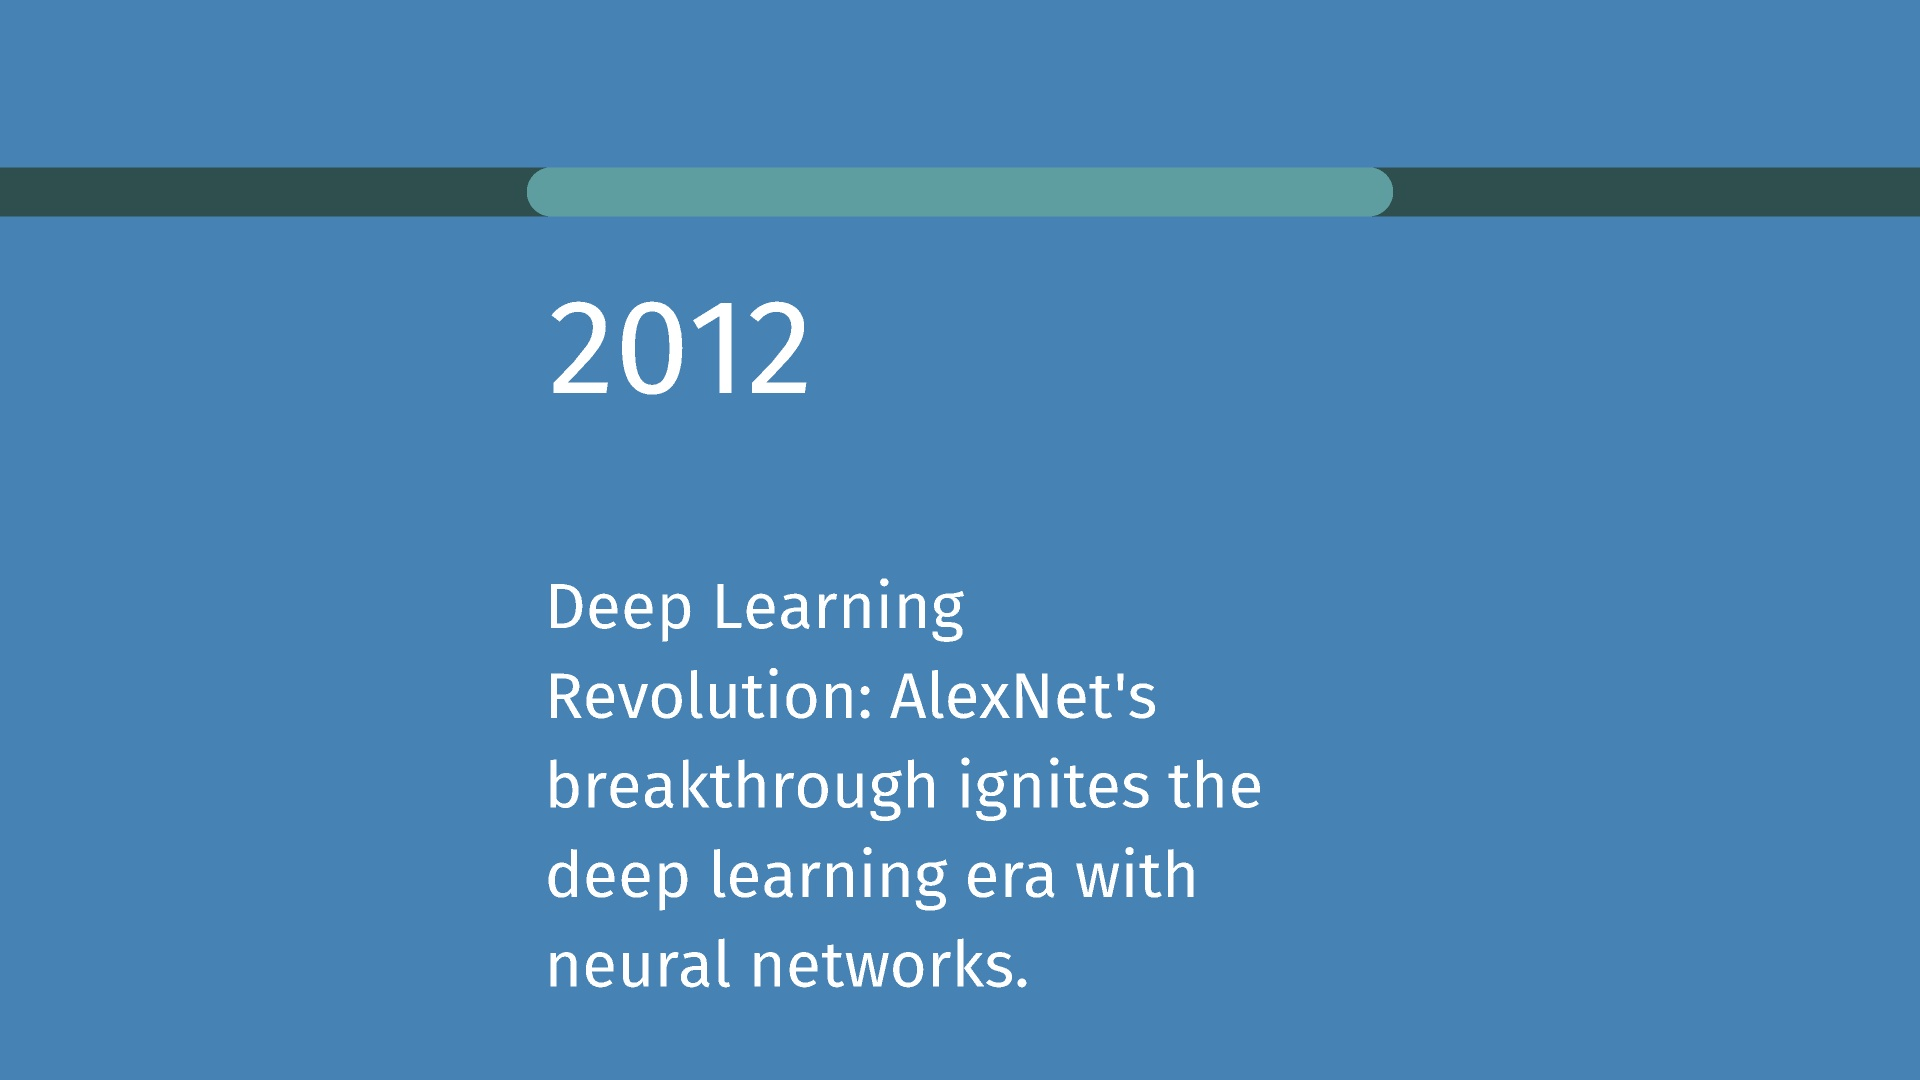 2012
Deep Learning
Revolution: AlexNet's
breakthrough ignites the
deep learning era with
neural networks.